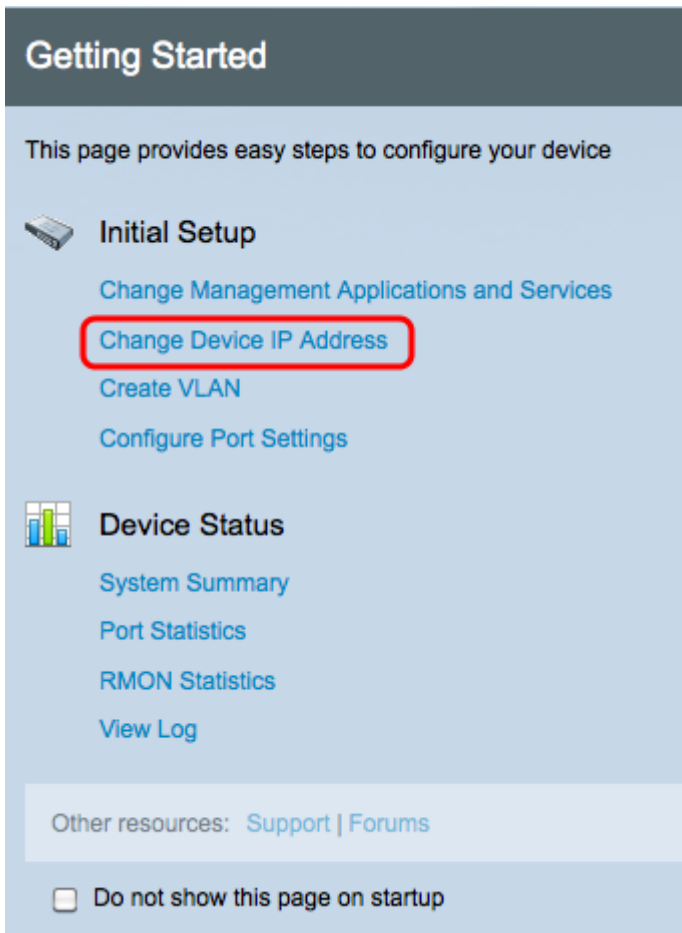 Getting Started
This page provides easy steps to configure your device
Initial Setup
Change Management Applications and Services
Change Device IP Address
Create VLAN
Configure Port Settings
Device Status
System Summary
Port Statistics
RMON Statistics
View Log
Other resources: Support | Forums
Do not show this page on startup